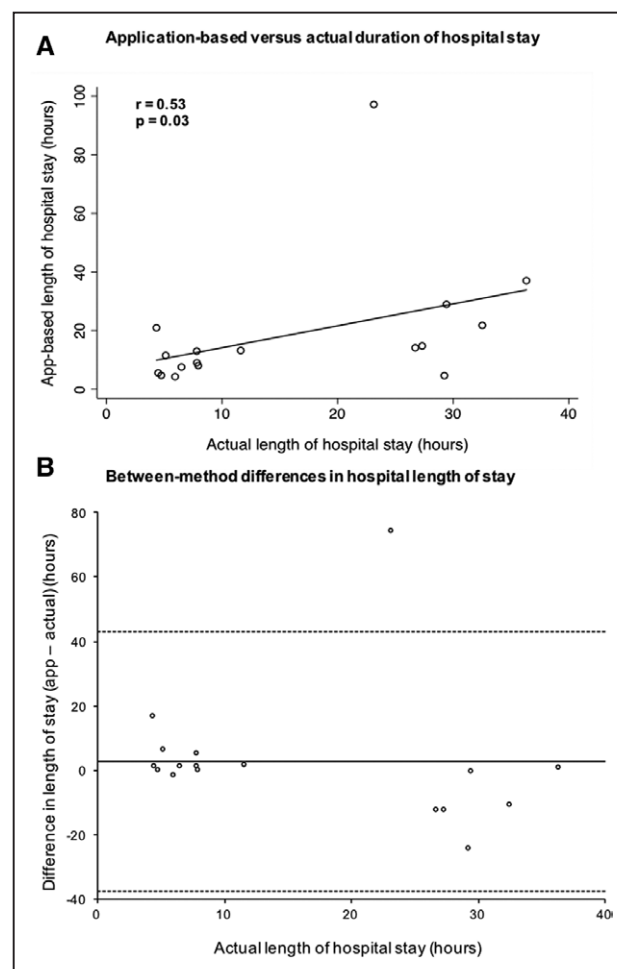 A
Application-based versus actual duration of hospital stay
r = 0.53
p = 0.03
App-based length of hospital stay (hours)
100
80
60
40
20
0
0 10 20 30 40
Actual length of hospital stay (hours)
B
Between-method differences in hospital length of stay
Difference in length of stay (app – actual) (hours)
80
60
40
20
0
-20
-40
0 10 20 30 40
Actual length of hospital stay (hours)